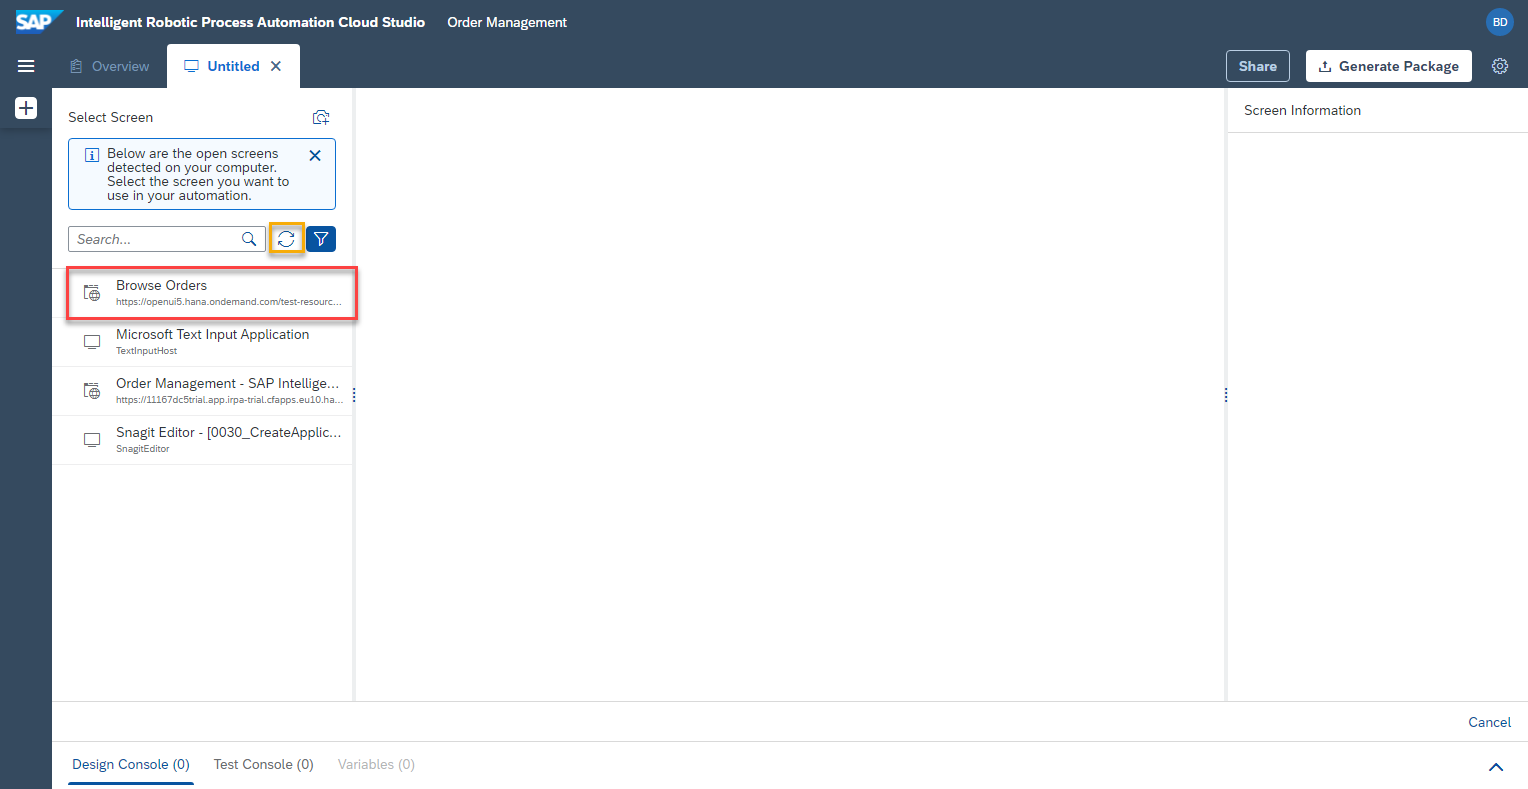 SAP Intelligent Robotic Process Automation Cloud Studio Order Management BD
Overview Untitled Share Generate Package
Select Screen
Below are the open screens
detected on your computer.
Select the screen you want to
use in your automation.
Search...
Browse Orders
https://openui5.hana.ondemand.com/test-resourc...
Microsoft Text Input Application
TextInputHost
Order Management - SAP Intellige...
https://11167dc5trial.app.irpa-trial.cfapps.eu10.ha...
Snagit Editor - [0030_CreateApplic...
SnagitEditor
Screen Information
Cancel
Design Console (0) Test Console (0) Variables (0)